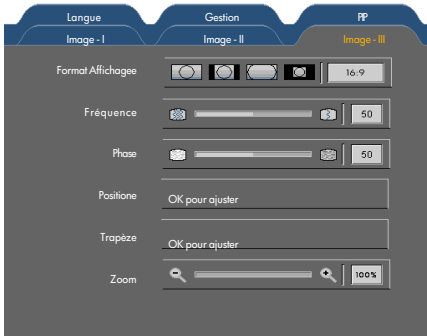 Langue Gestion PIP
Image - I Image - II Image - III
Format Affichagee 16:9
Fréquence 50
Phase 50
Positione OK pour ajuster
Trapèze OK pour ajuster
Zoom 100%